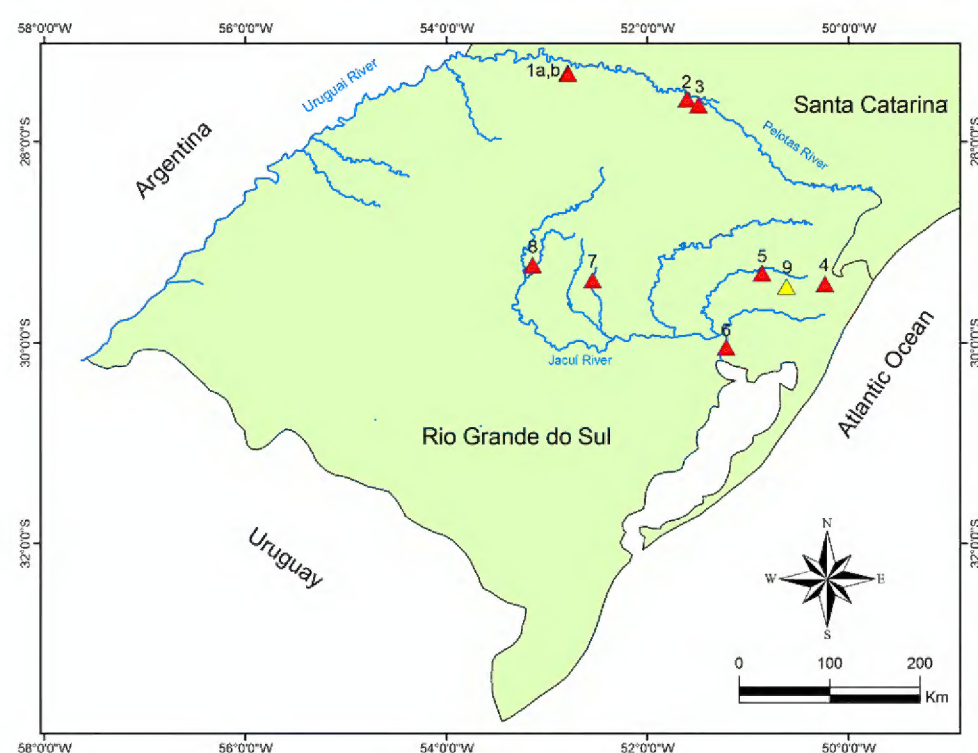 58°0'0"W 56°0'0"W 54°0'0"W 52°0'0"W 50°0'0"W
1a,b
Uruguai River
2 3
Santa Catarina
Argentina
Pelotas River
28°0'0"S 28°0'0"S
8
7
5 9 4
6
30°0'0"S 30°0'0"S
Jacuí River
Atlantic Ocean
Rio Grande do Sul
Uruguay
32°0'0"S 32°0'0"S
N
W E
S
0 100 200
Km
58°0'0"W 56°0'0"W 54°0'0"W 52°0'0"W 50°0'0"W